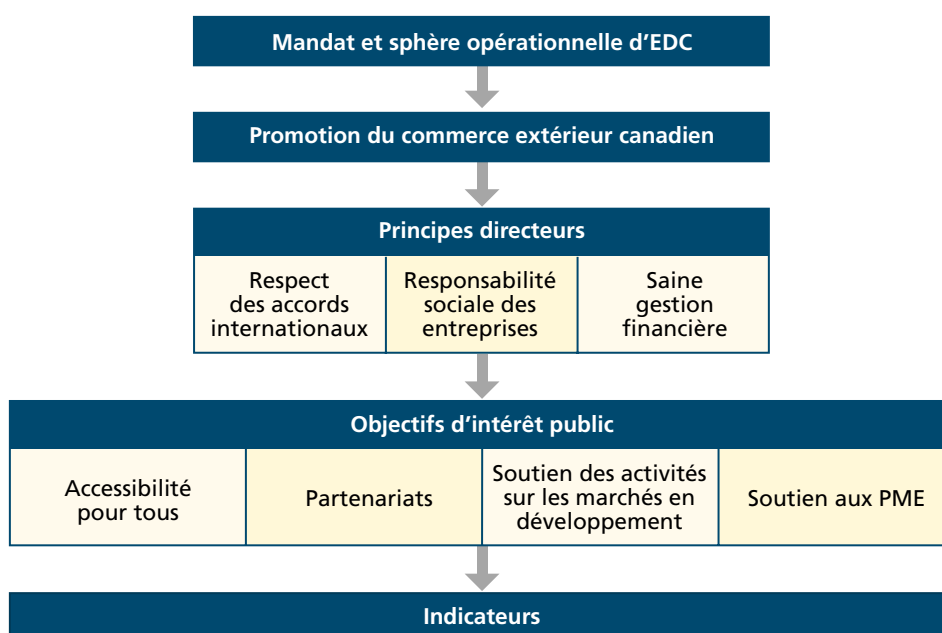 Mandat et sphère opérationnelle d'EDC
Promotion du commerce extérieur canadien
Principes directeurs
Respect
des accords
internationaux
Responsabilité
sociale des
entreprises
Saine
gestion
financière
Objectifs d'intérêt public
Accessibilité
pour tous
Partenariats
Soutien des activités
sur les marchés en
développement
Soutien aux PME
Indicateurs